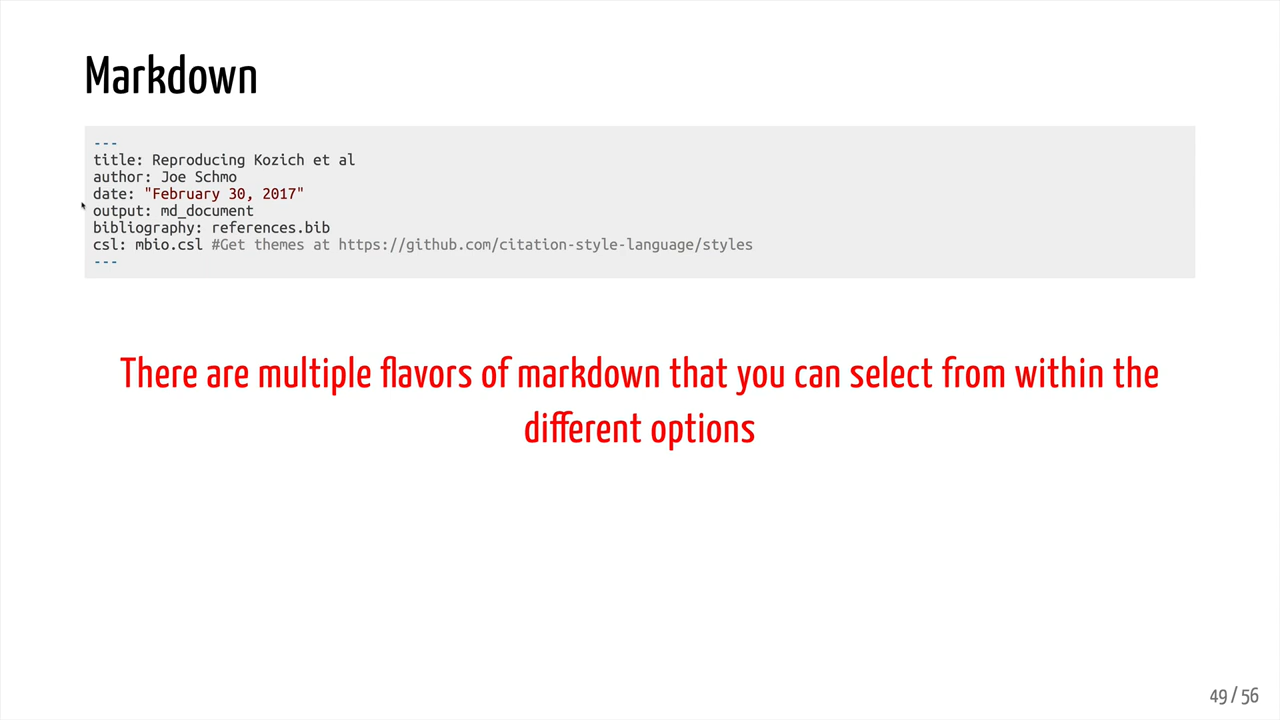 Markdown
---
title: Reproducing Kozich et al
author: Joe Schmo
date: "February 30, 2017"
output: md_document
bibliography: references.bib
csl: mbio.csl #Get themes at https://github.com/citation-style-language/styles
---
There are multiple flavors of markdown that you can select from within the
different options
49 / 56